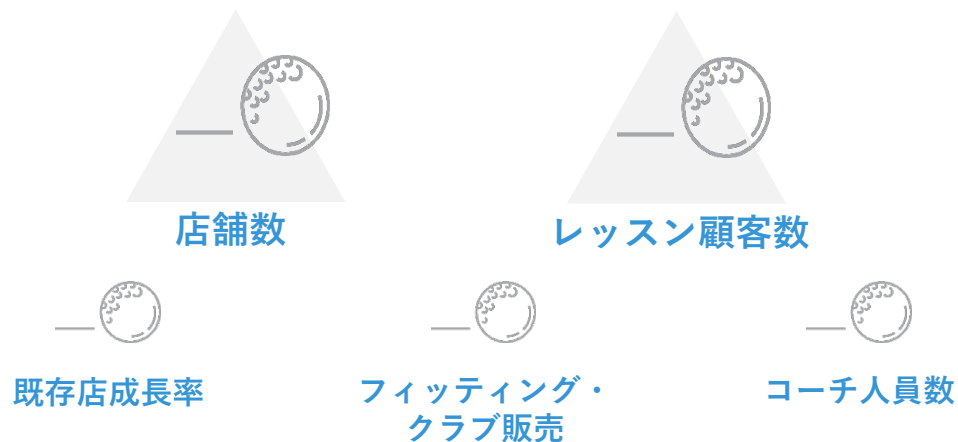 店舗数
レッスン顧客数
既存店成長率
フィッティング・
クラブ販売
コーチ人員数